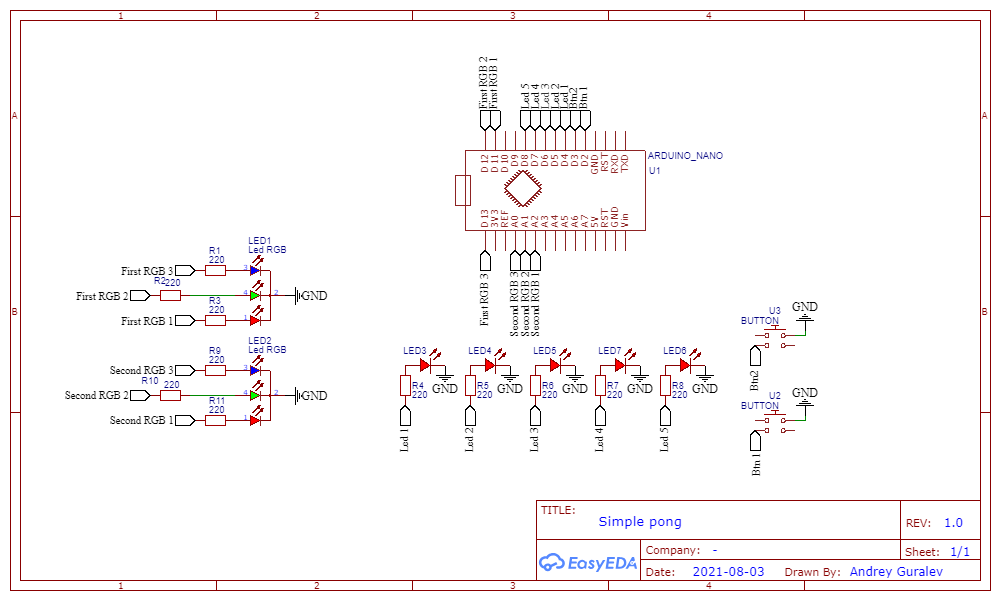 1 2 3 4
A A
First RGB 2
First RGB 1
Led 5
Led 4
Led 3
Led 2
Led 1
Btn2
Btn1
D12 D11 D10 D9 D8 D7 D6 D5 D4 D3 D2 GND RST RXD TXD
ARDUINO_NANO
U1
D13 3V3 REF A0 A1 A2 A3 A4 A5 A6 A7 5V RST GND Vin
First RGB 3
Second RGB 3
Second RGB 2
Second RGB 1
LED1
Led RGB
First RGB 3 R1 220 3
First RGB 2 R2 220 4 2 GND
First RGB 1 R3 220 1
LED2
Led RGB
Second RGB 3 R9 220 3
Second RGB 2 R10 220 4 2 GND
Second RGB 1 R11 220 1
B B
LED3 LED4 LED5 LED7 LED6
GND GND GND GND GND
R4 R5 R6 R7 R8
220 220 220 220 220
Led 1 Led 2 Led 3 Led 4 Led 5
U3 GND
BUTTON
Btn2
U2 GND
BUTTON
Btn1
TITLE:
Simple pong
REV: 1.0
EasyEDA
Company: -
Sheet: 1/1
Date: 2021-08-03 Drawn By: Andrey Guralev
1 2 3 4